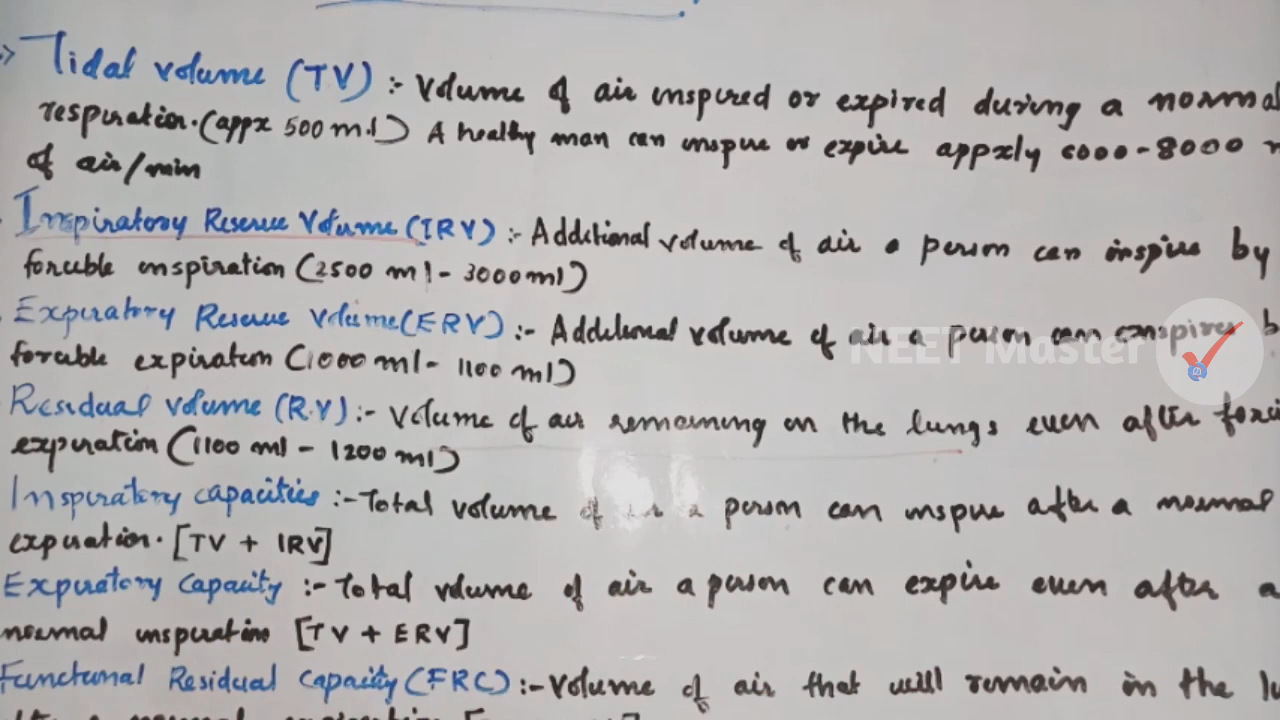 Tidal volume (TV) :- Volume of air inspired or expired during a normal
respiration. (appx 500 ml) A healthy man can inspire or expire appxly 6000-8000 m
of air/min
Inspiratory Reserve Volume (IRV) :- Additional volume of air a person can inspire by
forcible inspiration (2500 ml - 3000 ml)
Expiratory Reserve Volume (ERV) :- Additional volume of air a person can b
forcible expiration (1000 ml - 1100 ml)
Residual volume (R.V) :- Volume of air remaining in the lungs even after forci
expiration (1100 ml - 1200 ml)
Inspiratory capacities :- Total volume of a person can inspire after a normal
expiration. [TV + IRV]
Expiratory Capacity :- Total volume of air a person can expire even after a
normal inspiration [TV + ERV]
Functional Residual Capacity (FRC) :- Volume of air that will remain in the lu
NEET Master